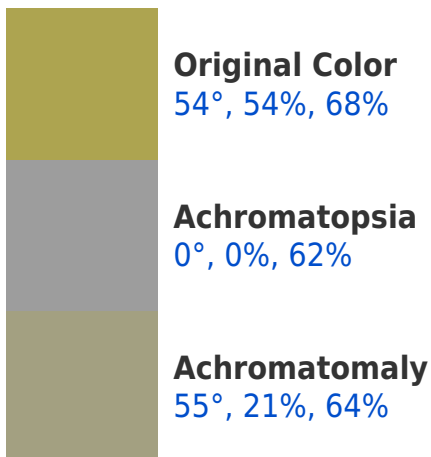 Original Color
54°, 54%, 68%
Achromatopsia
0°, 0%, 62%
Achromatomaly
55°, 21%, 64%